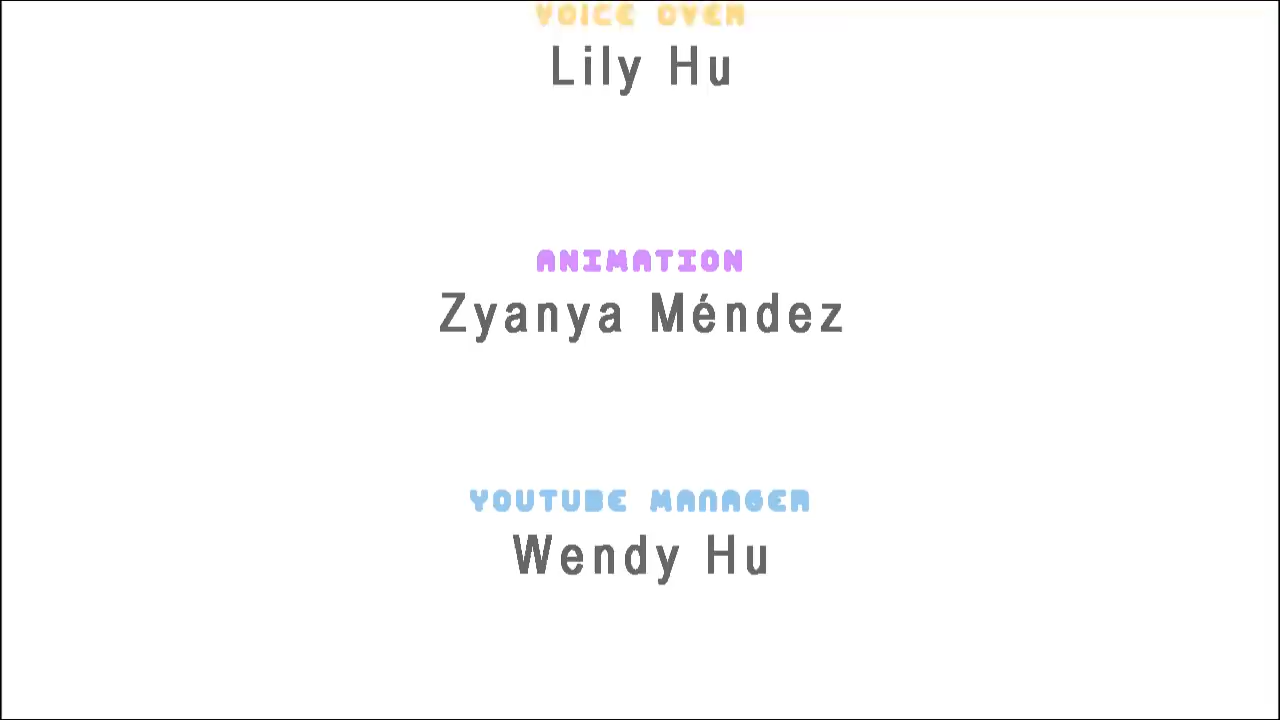 VOICE OVER
Lily Hu
ANIMATION
Zyanya Méndez
YOUTUBE MANAGER
Wendy Hu